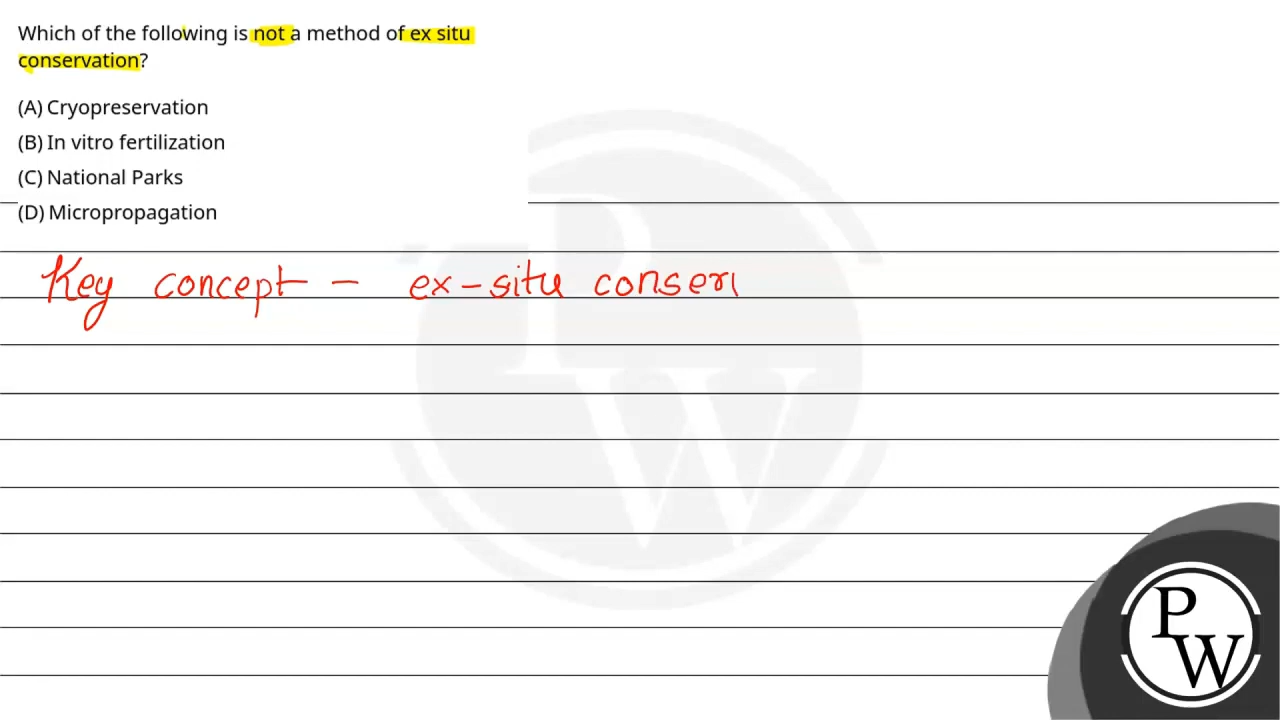 Which of the following is not a method of ex situ
conservation?
(A) Cryopreservation
(B) In vitro fertilization
(C) National Parks
(D) Micropropagation
Key concept - ex-situ conser
P
W
P
W